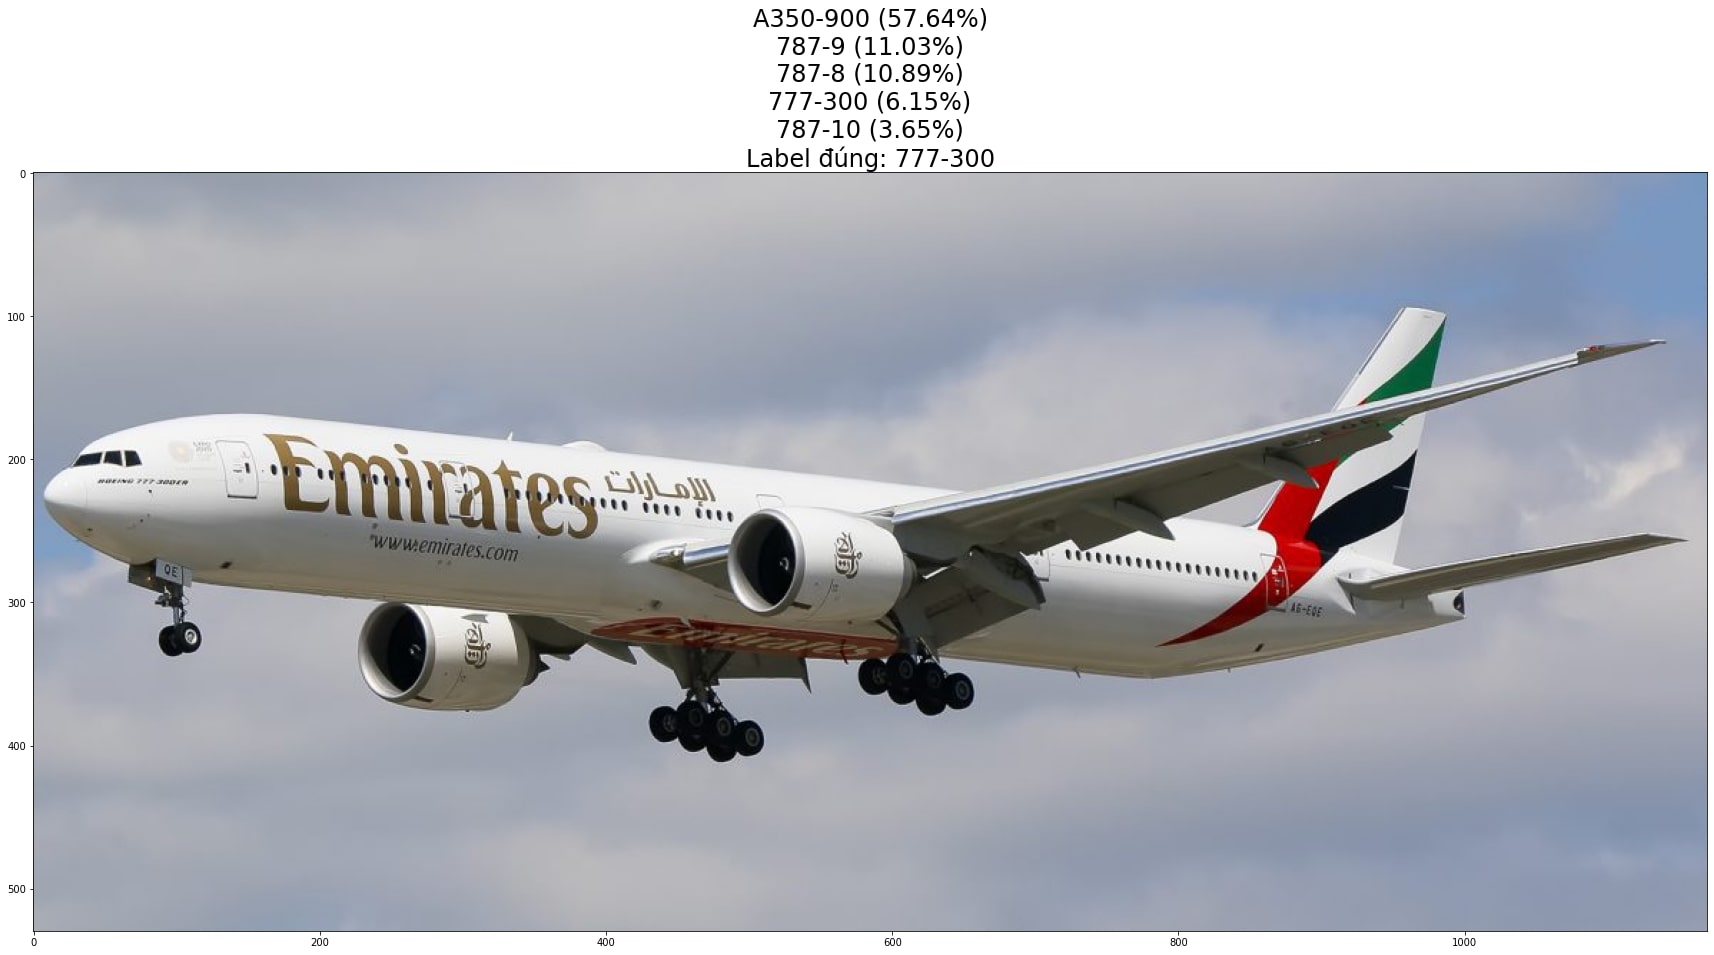 A350-900 (57.64%)
787-9 (11.03%)
787-8 (10.89%)
777-300 (6.15%)
787-10 (3.65%)
Label đúng: 777-300
0
100
200
300
400
500
Emirates الإمارات
BOEING 777-300ER
www.emirates.com
QE
A6-EGE
Emirates
0
200
400
600
800
1000